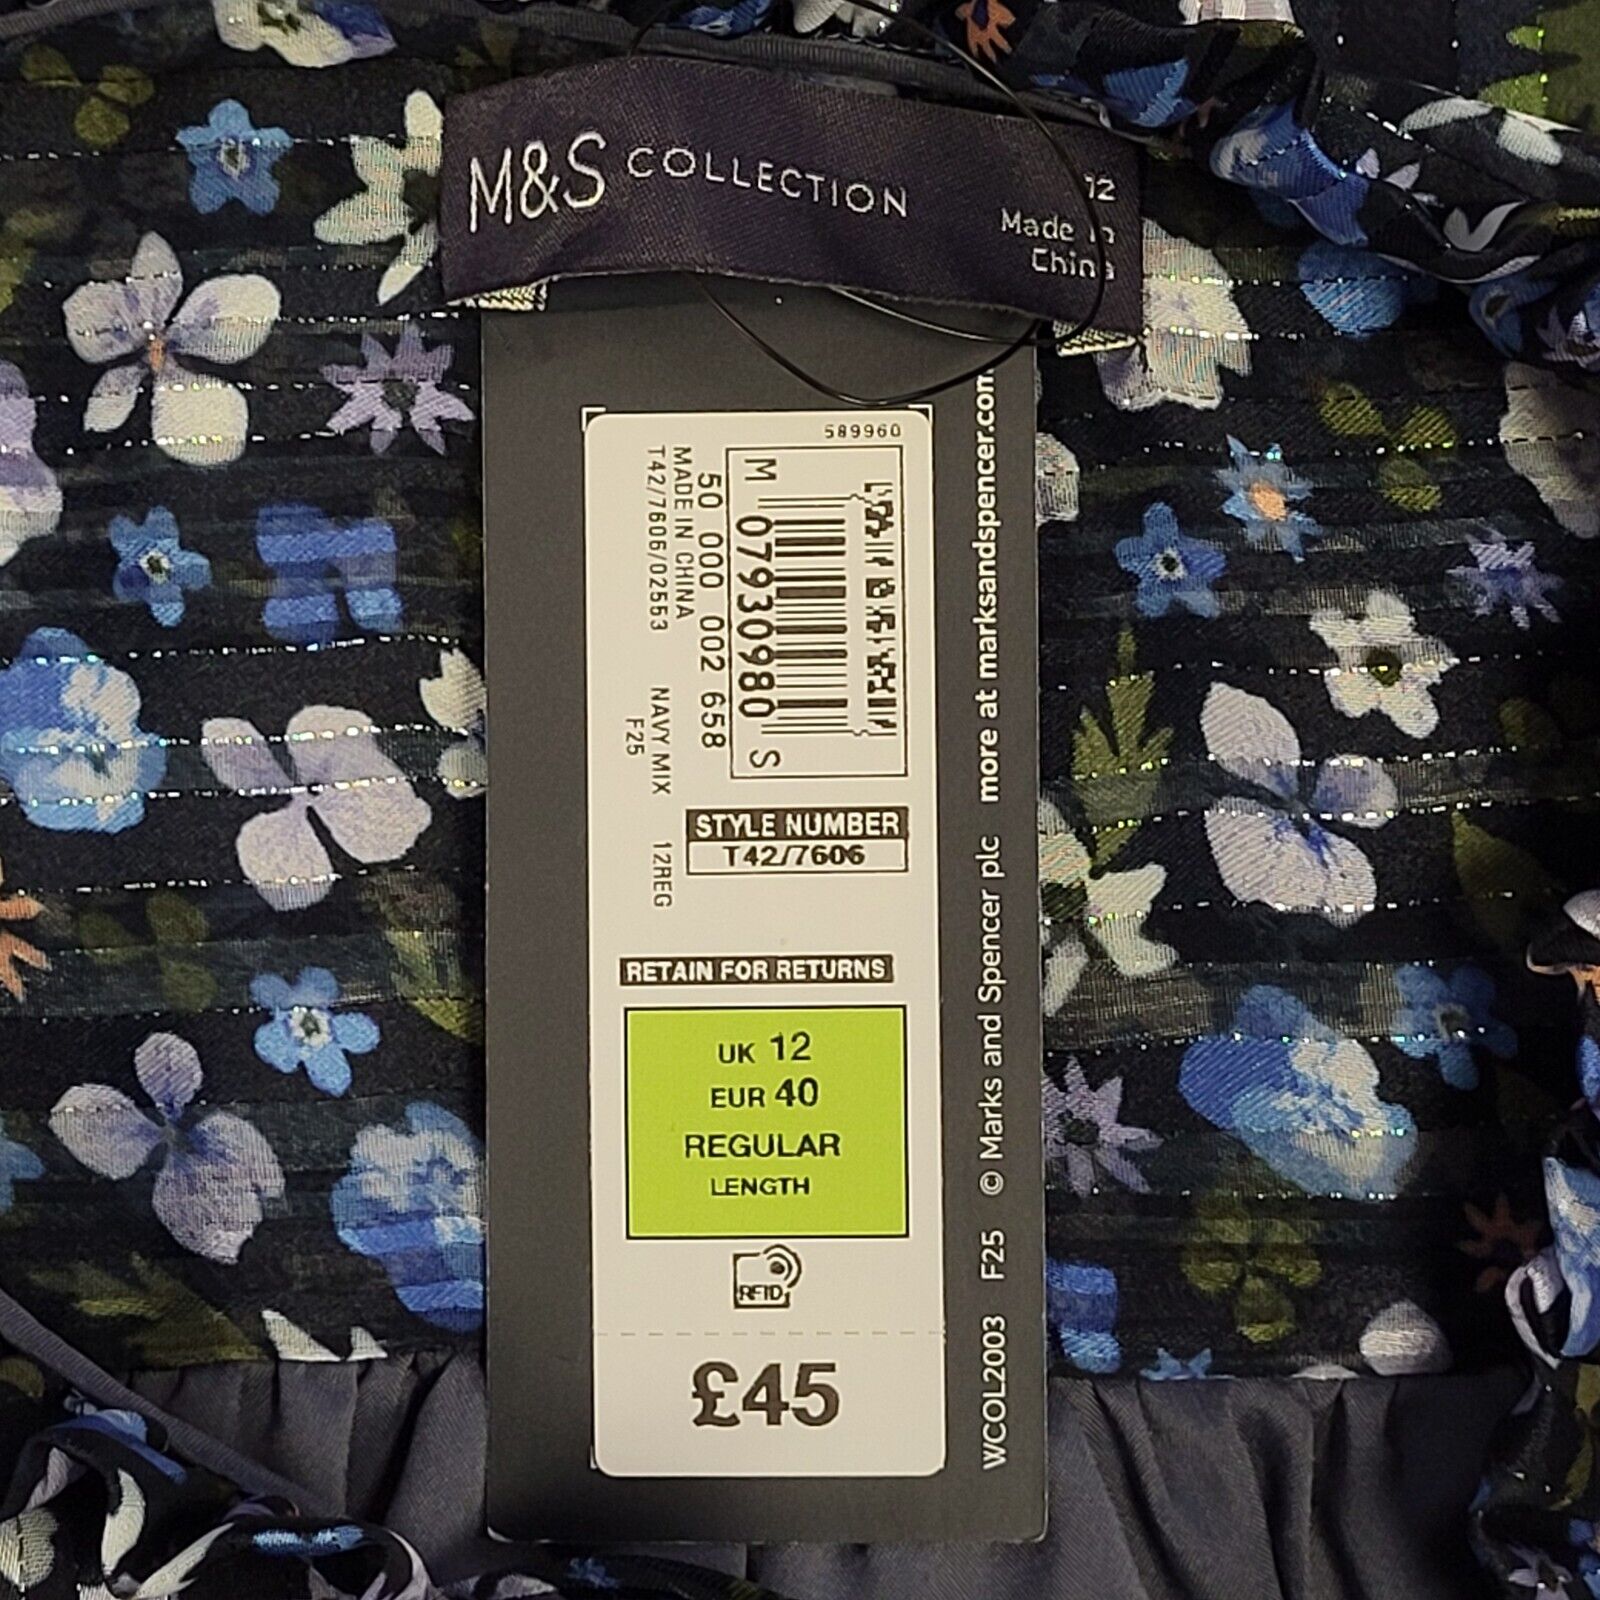 M&S COLLECTION
12
Made in
China
589960
M 07930980 S
50 000 002 658
MADE IN CHINA
T42/7606/02553 NAVY MIX 12REG
F25
STYLE NUMBER
T42/7606
RETAIN FOR RETURNS
UK 12
EUR 40
REGULAR
LENGTH
RFID
£45
WCOL2003 F25 © Marks and Spencer plc more at marksandspencer.com